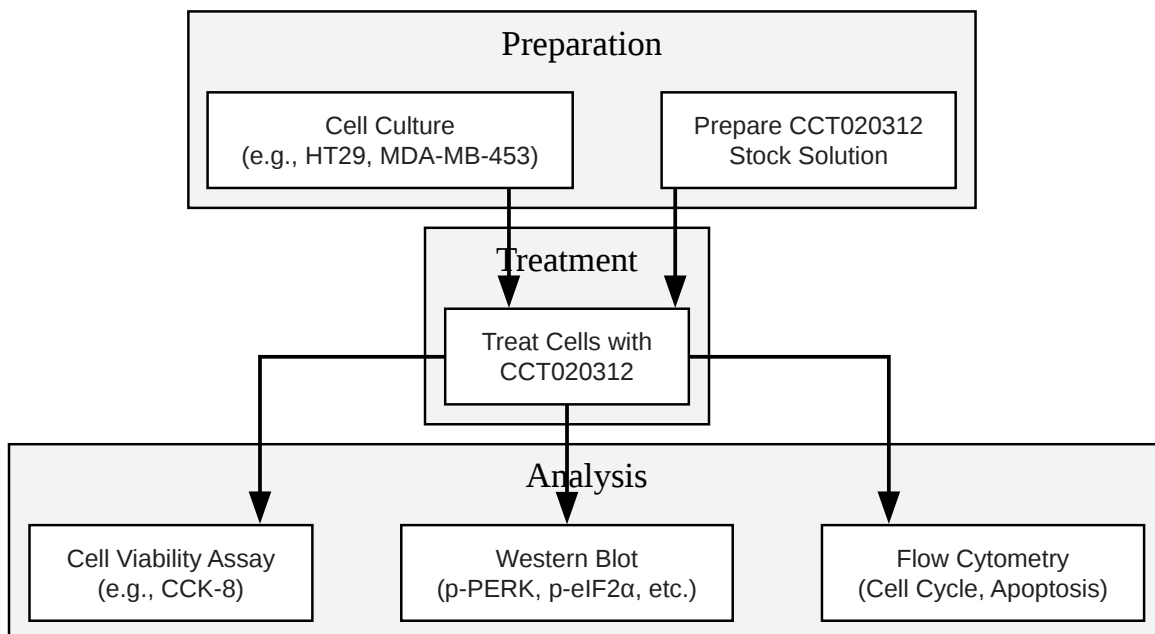 Preparation
Cell Culture
(e.g., HT29, MDA-MB-453)
Prepare CCT020312
Stock Solution
Treatment
Treat Cells with
CCT020312
Analysis
Cell Viability Assay
(e.g., CCK-8)
Western Blot
(p-PERK, p-eIF2α, etc.)
Flow Cytometry
(Cell Cycle, Apoptosis)